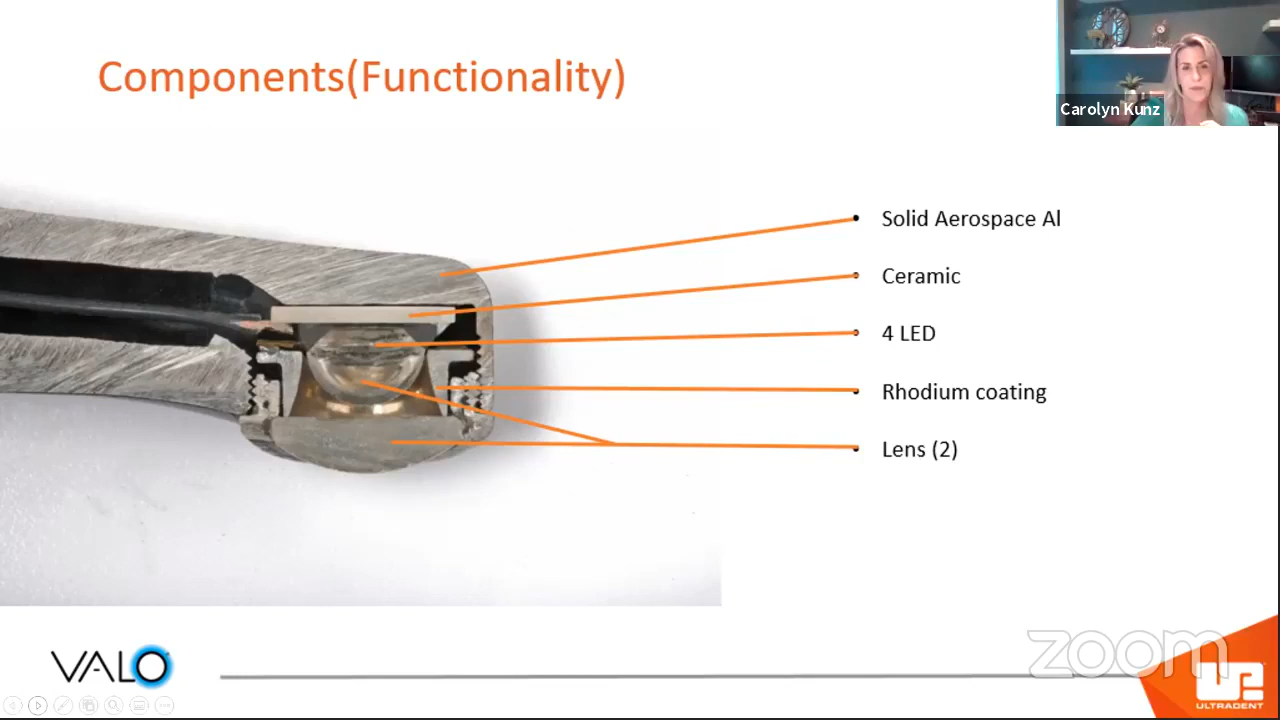 Components(Functionality)
Carolyn Kunz
Solid Aerospace Al
Ceramic
4 LED
Rhodium coating
Lens (2)
VALO
zoom
ULTRADENT